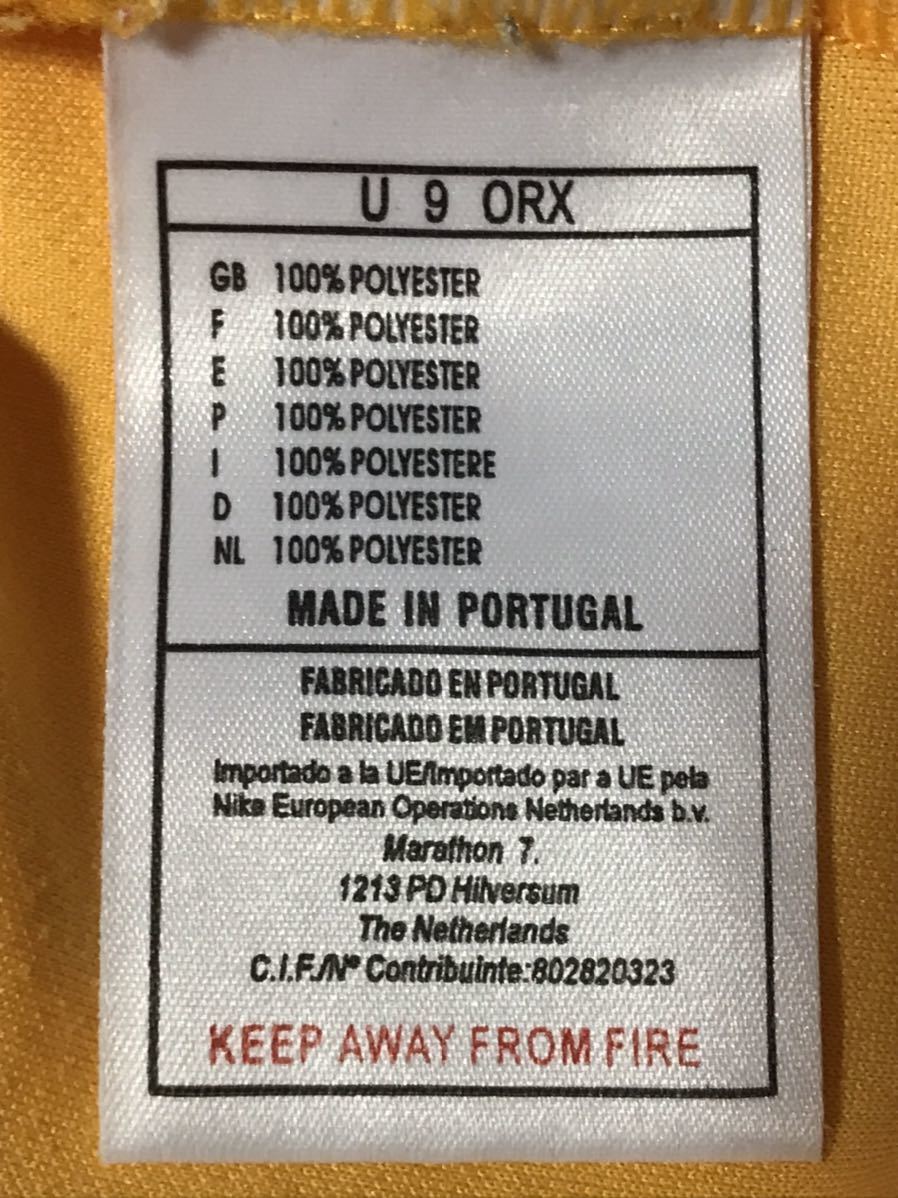 U 9 ORX
GB 100% POLYESTER
F 100% POLYESTER
E 100% POLYESTER
P 100% POLYESTER
I 100% POLYESTERE
D 100% POLYESTER
NL 100% POLYESTER
MADE IN PORTUGAL
FABRICADO EN PORTUGAL
FABRICADO EM PORTUGAL
Importado a la UE/Importado par a UE pela
Nike European Operations Netherlands b.v.
Marathon 7.
1213 PD Hilversum
The Netherlands
C.I.F./Nº Contribuinte:802820323
KEEP AWAY FROM FIRE